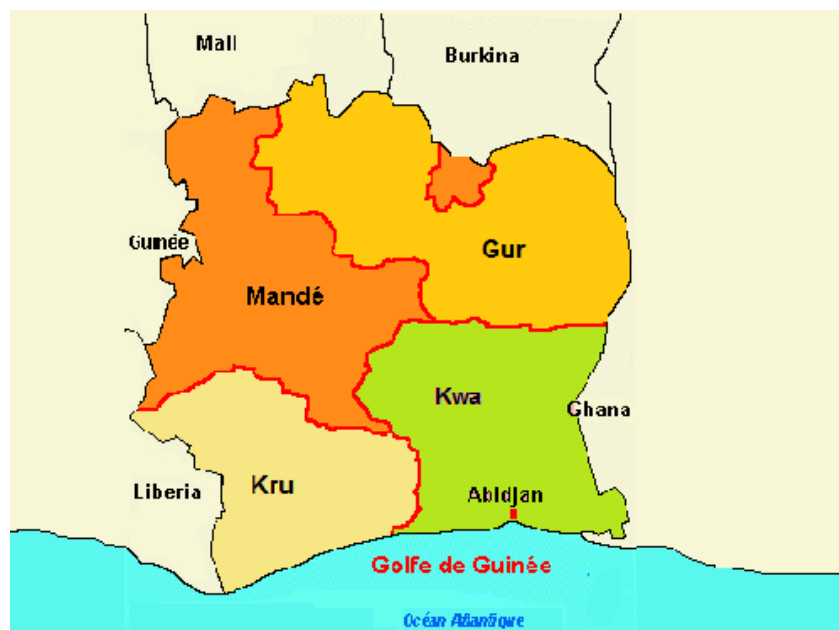 Mali
Burkina
Guinée
Gur
Mandé
Kwa
Ghana
Kru
Liberia
Abidjan
Golfe de Guinée
Océan Atlantique